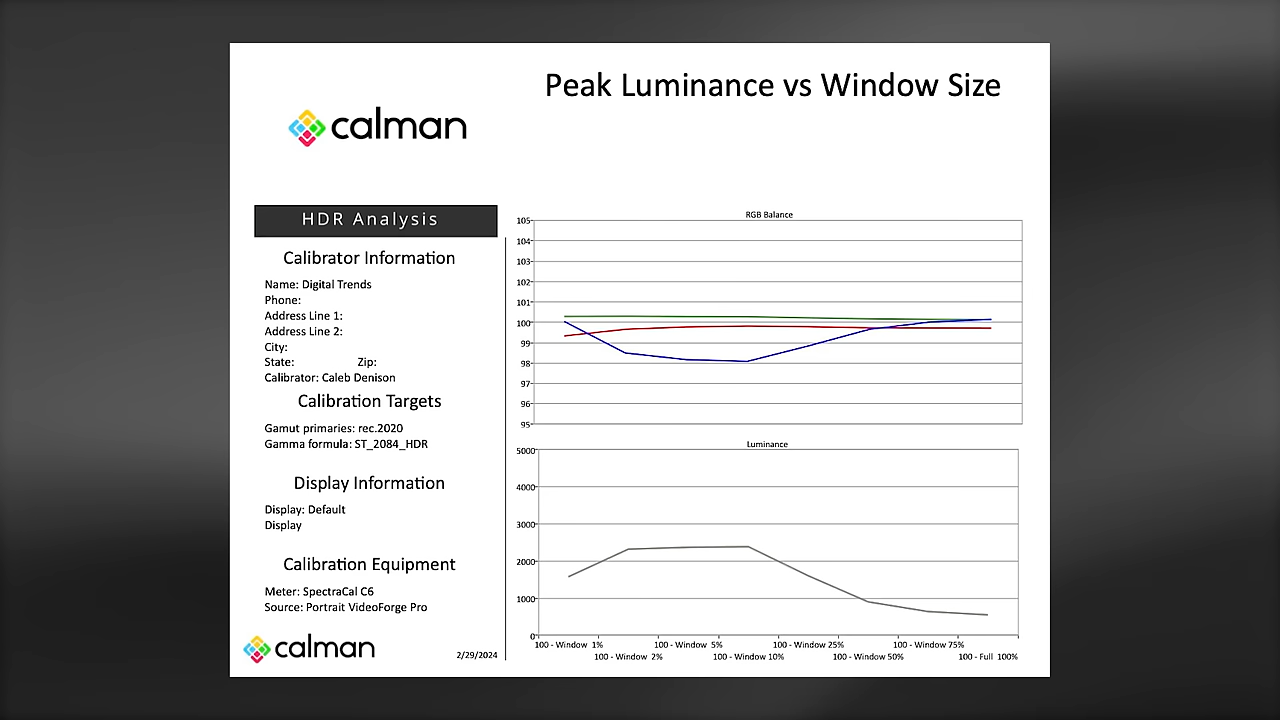 Peak Luminance vs Window Size
calman
HDR Analysis
Calibrator Information
Name: Digital Trends
Phone:
Address Line 1:
Address Line 2:
City:
State: Zip:
Calibrator: Caleb Denison
Calibration Targets
Gamut primaries: rec.2020
Gamma formula: ST_2084_HDR
Display Information
Display: Default
Display
Calibration Equipment
Meter: SpectraCal C6
Source: Portrait VideoForge Pro
calman
2/29/2024
RGB Balance
105
104
103
102
101
100
99
98
97
96
95
Luminance
5000
4000
3000
2000
1000
0
100 - Window 1% 100 - Window 5% 100 - Window 25% 100 - Window 75%
100 - Window 2% 100 - Window 10% 100 - Window 50% 100 - Full 100%